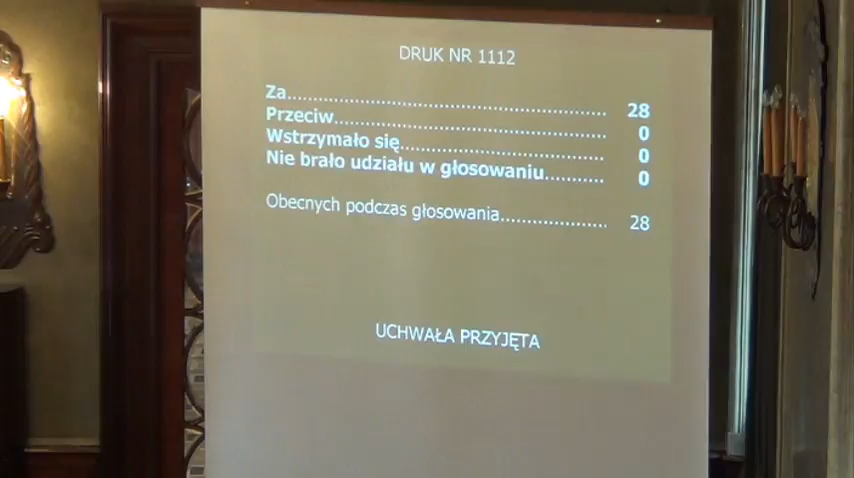 DRUK NR 1112
Za.................................................. 28
Przeciw.......................................... 0
Wstrzymało się................................ 0
Nie brało udziału w głosowaniu.......... 0
Obecnych podczas głosowania.................. 28
UCHWAŁA PRZYJĘTA